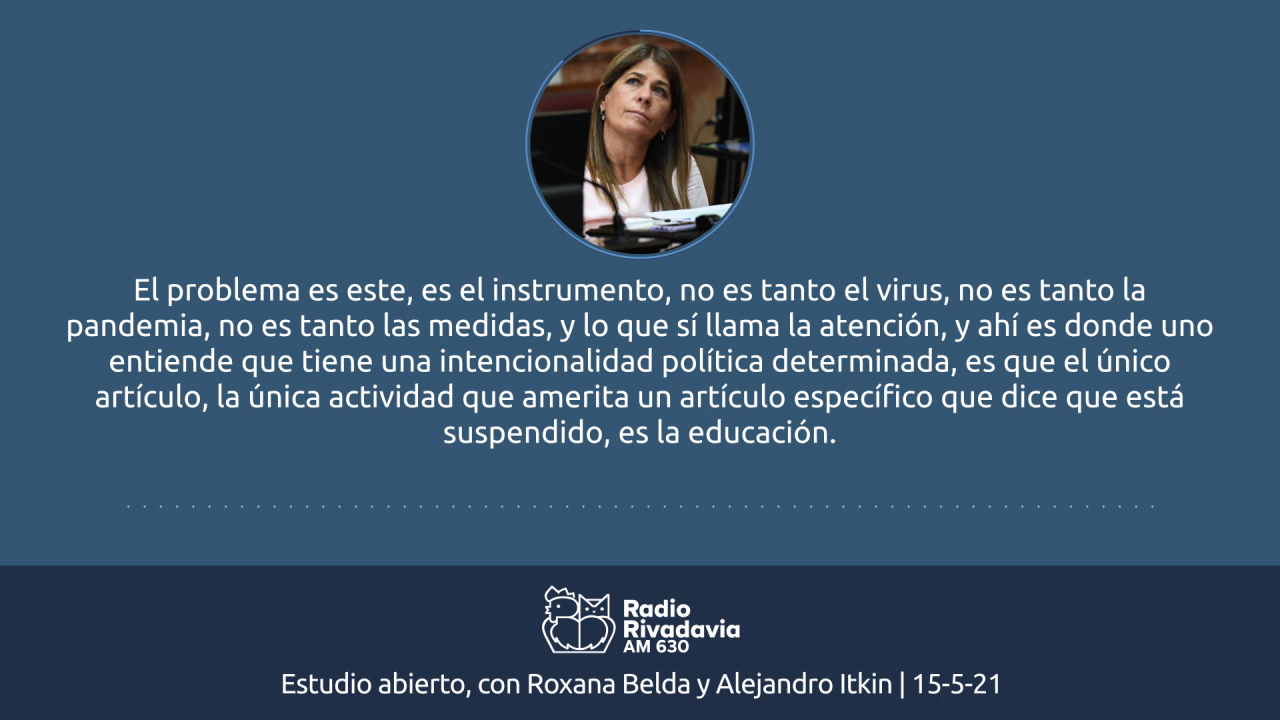 El problema es este, es el instrumento, no es tanto el virus, no es tanto la
pandemia, no es tanto las medidas, y lo que sí llama la atención, y ahí es donde uno
entiende que tiene una intencionalidad política determinada, es que el único
artículo, la única actividad que amerita un artículo específico que dice que está
suspendido, es la educación.
Radio
Rivadavia
AM 630
Estudio abierto, con Roxana Belda y Alejandro Itkin | 15-5-21